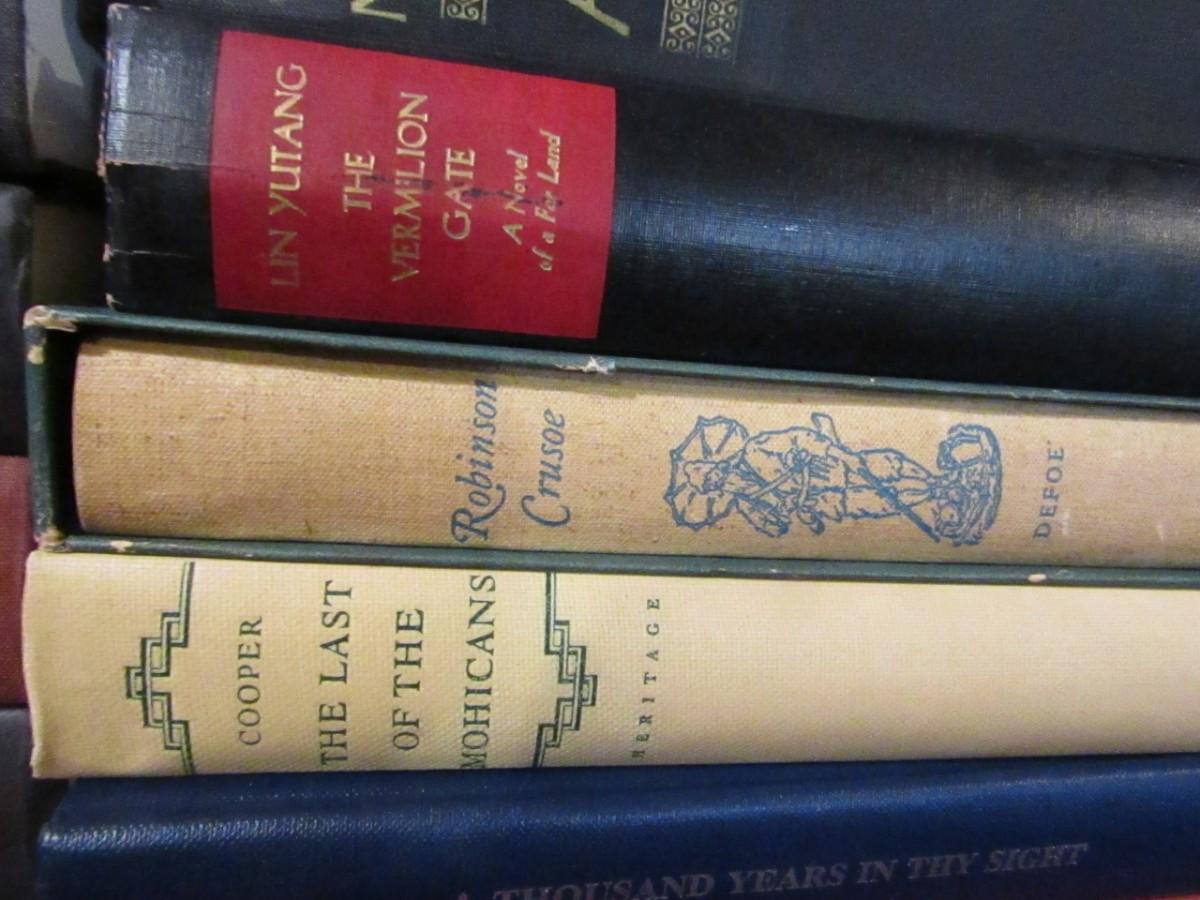 LIN YUTANG
THE
VERMILION
GATE
A Novel
of a Far Land
Robinson
Crusoe
DEFOE
COOPER
THE LAST
OF THE
MOHICANS
HERITAGE
A THOUSAND YEARS IN THY SIGHT